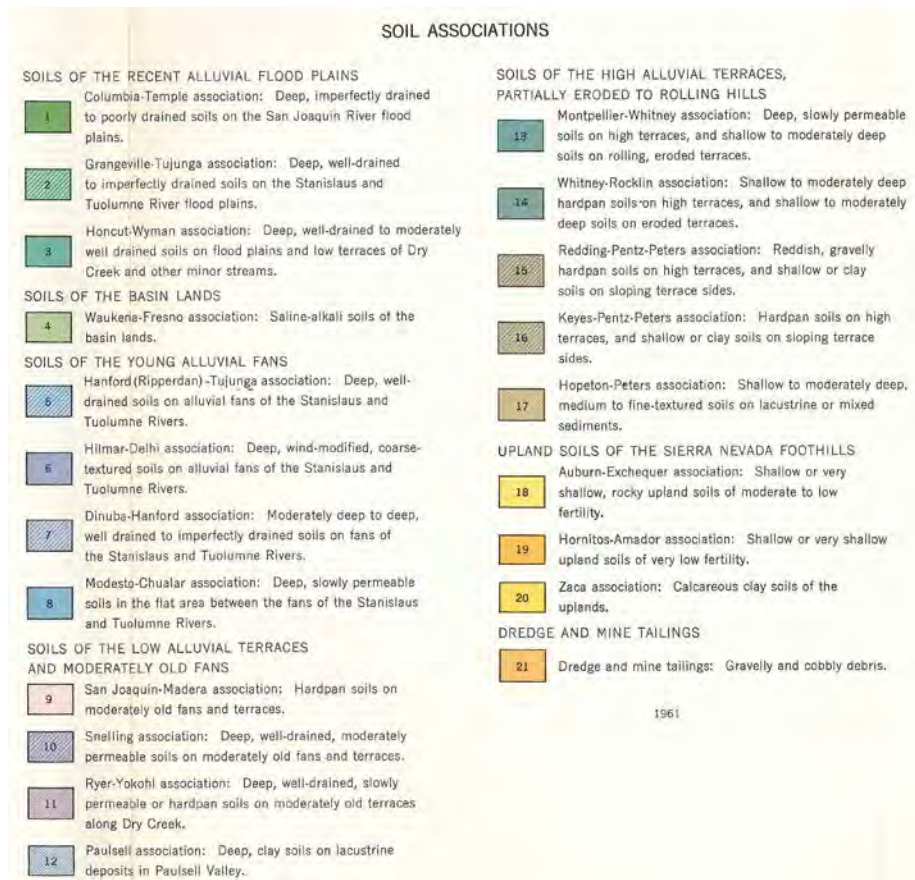 SOIL ASSOCIATIONS
SOILS OF THE RECENT ALLUVIAL FLOOD PLAINS
1
Columbia-Temple association: Deep, imperfectly drained
to poorly drained soils on the San Joaquin River flood
plains.
2
Grangeville-Tujunga association: Deep, well-drained
to imperfectly drained soils on the Stanislaus and
Tuolumne River flood plains.
3
Honcut-Wyman association: Deep, well-drained to moderately
well drained soils on flood plains and low terraces of Dry
Creek and other minor streams.
SOILS OF THE BASIN LANDS
4
Waukena-Fresno association: Saline-alkali soils of the
basin lands.
SOILS OF THE YOUNG ALLUVIAL FANS
5
Hanford (Ripperdan)-Tujunga association: Deep, well-
drained soils on alluvial fans of the Stanislaus and
Tuolumne Rivers.
6
Hilmar-Delhi association: Deep, wind-modified, coarse-
textured soils on alluvial fans of the Stanislaus and
Tuolumne Rivers.
7
Dinuba-Hanford association: Moderately deep to deep,
well drained to imperfectly drained soils on fans of
the Stanislaus and Tuolumne Rivers.
8
Modesto-Chualar association: Deep, slowly permeable
soils in the flat area between the fans of the Stanislaus
and Tuolumne Rivers.
SOILS OF THE LOW ALLUVIAL TERRACES
AND MODERATELY OLD FANS
9
San Joaquin-Madera association: Hardpan soils on
moderately old fans and terraces.
10
Snelling association: Deep, well-drained, moderately
permeable soils on moderately old fans and terraces.
11
Ryer-Yokohl association: Deep, well-drained, slowly
permeable or hardpan soils on moderately old terraces
along Dry Creek.
12
Paulsell association: Deep, clay soils on lacustrine
deposits in Paulsell Valley.
SOILS OF THE HIGH ALLUVIAL TERRACES,
PARTIALLY ERODED TO ROLLING HILLS
13
Montpellier-Whitney association: Deep, slowly permeable
soils on high terraces, and shallow to moderately deep
soils on rolling, eroded terraces.
14
Whitney-Rocklin association: Shallow to moderately deep
hardpan soils on high terraces, and shallow to moderately
deep soils on eroded terraces.
15
Redding-Pentz-Peters association: Reddish, gravelly
hardpan soils on high terraces, and shallow or clay
soils on sloping terrace sides.
16
Keyes-Pentz-Peters association: Hardpan soils on high
terraces, and shallow or clay soils on sloping terrace
sides.
17
Hopeton-Peters association: Shallow to moderately deep,
medium to fine-textured soils on lacustrine or mixed
sediments.
UPLAND SOILS OF THE SIERRA NEVADA FOOTHILLS
18
Auburn-Exchequer association: Shallow or very
shallow, rocky upland soils of moderate to low
fertility.
19
Hornitos-Amador association: Shallow or very shallow
upland soils of very low fertility.
20
Zaca association: Calcareous clay soils of the
uplands.
DREDGE AND MINE TAILINGS
21
Dredge and mine tailings: Gravelly and cobbly debris.
1961